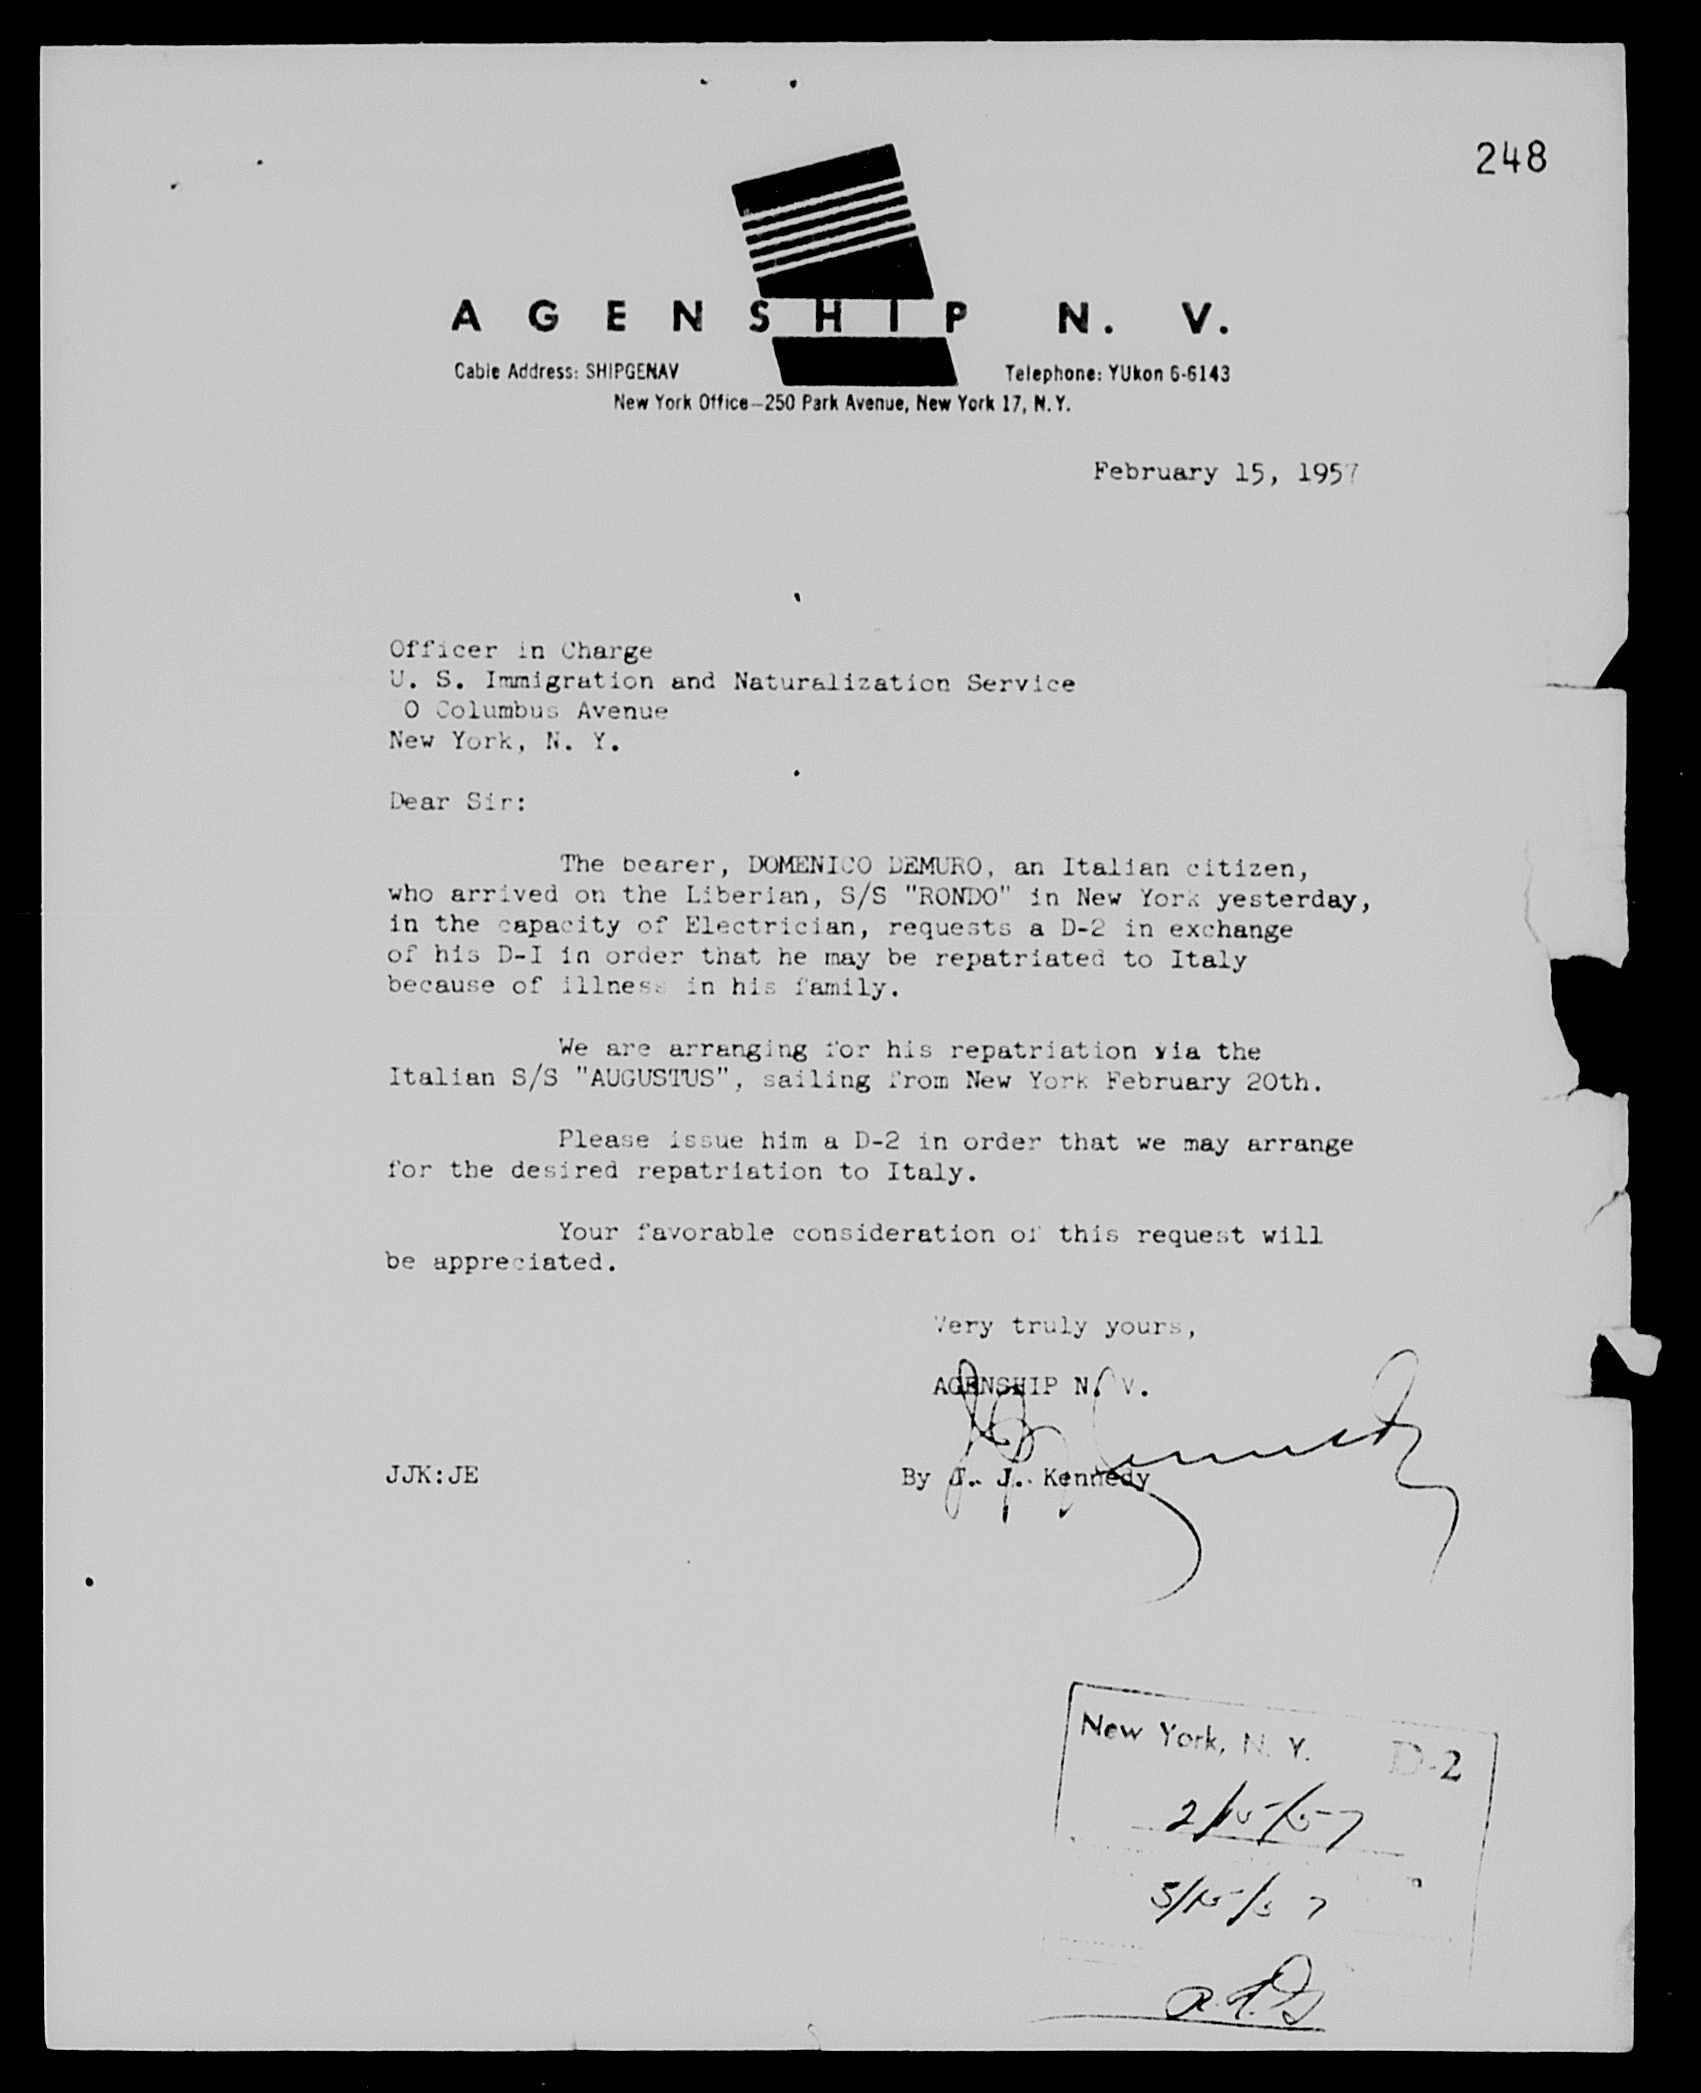 248
AGENSHIP N. V.
Cable Address: SHIPGENAV
Telephone: YUkon 6-6143
New York Office—250 Park Avenue, New York 17, N.Y.
February 15, 1957
Officer in Charge
U. S. Immigration and Naturalization Service
0 Columbus Avenue
New York, N. Y.
Dear Sir:
The bearer, DOMENICO DEMURO, an Italian citizen,
who arrived on the Liberian, S/S "RONDO" in New York yesterday,
in the capacity of Electrician, requests a D-2 in exchange
of his D-I in order that he may be repatriated to Italy
because of illness in his family.
We are arranging for his repatriation via the
Italian S/S "AUGUSTUS", sailing from New York February 20th.
Please issue him a D-2 in order that we may arrange
for the desired repatriation to Italy.
Your favorable consideration of this request will
be appreciated.
Very truly yours,
AGENSHIP N. V.
JJK:JE
By J. J. Kennedy
New York, N. Y. D-2
2/15/57
3/15/57